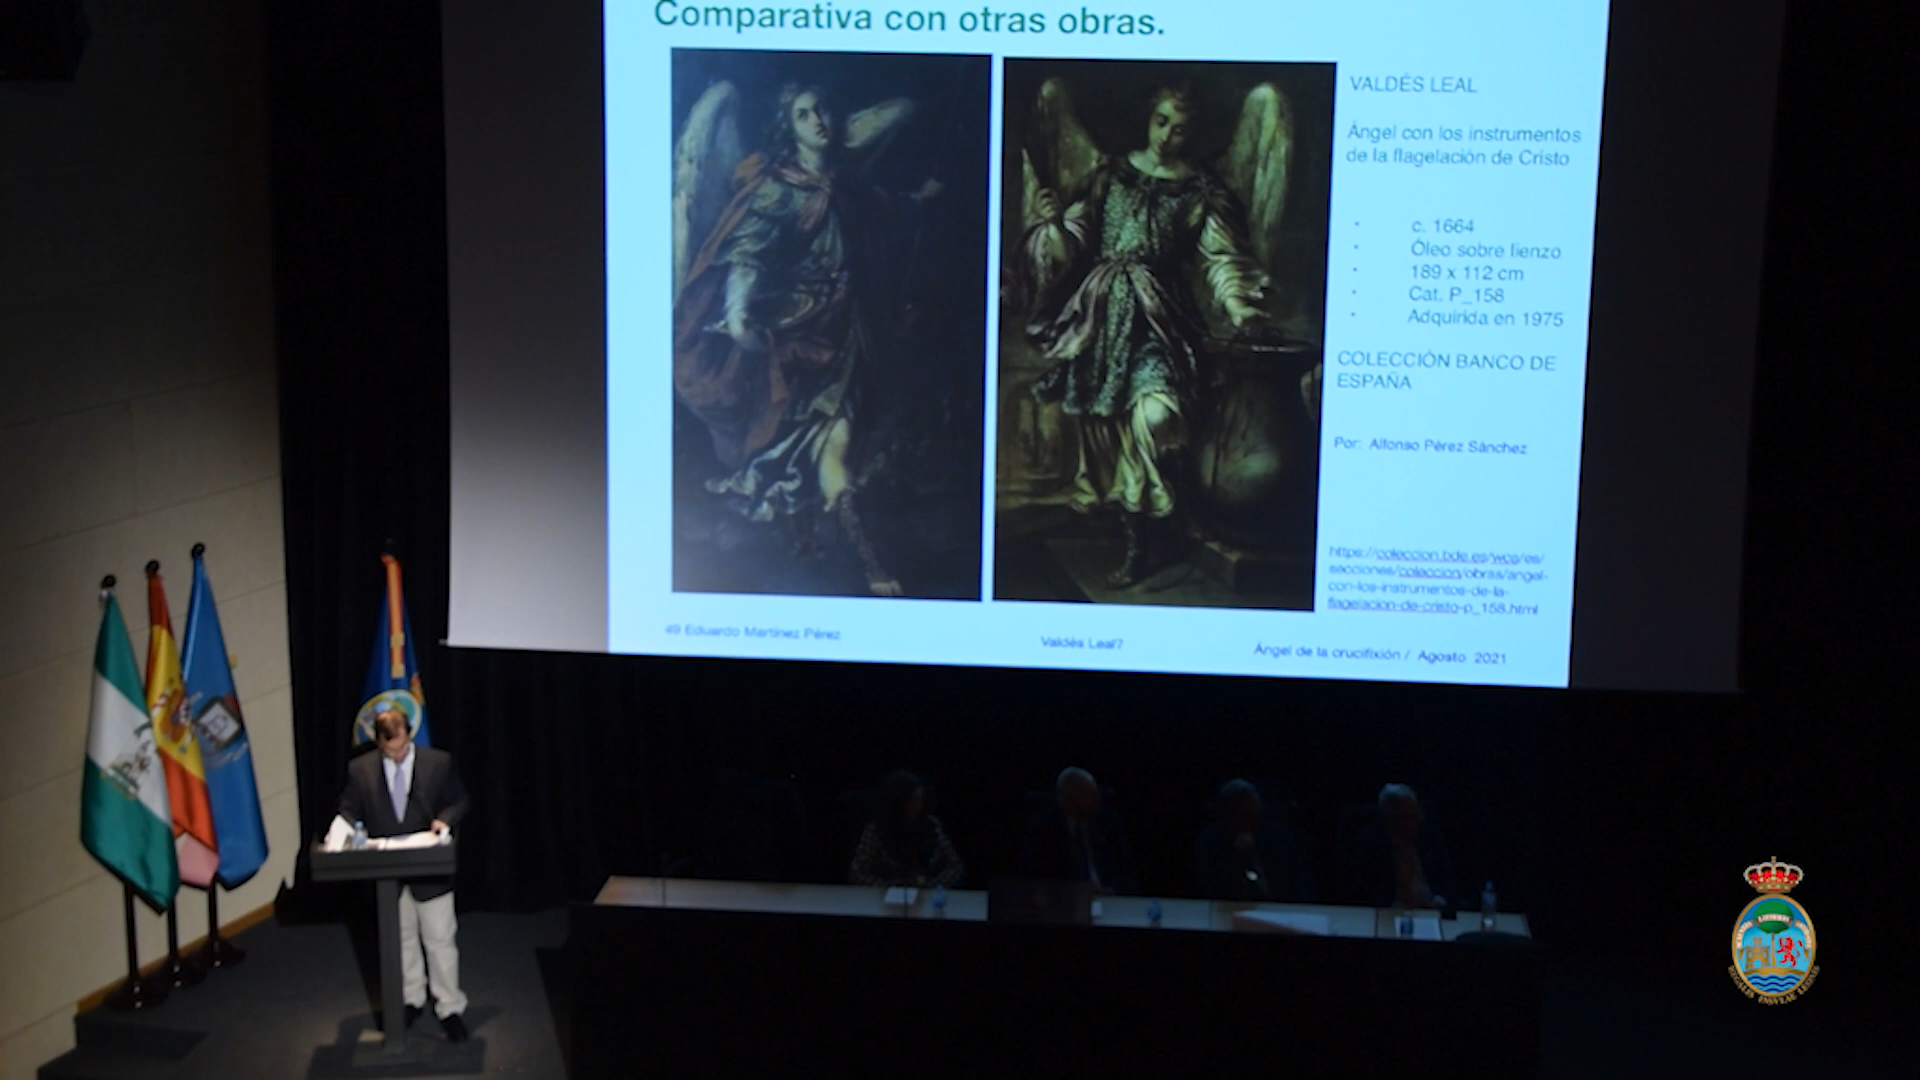 Comparativa con otras obras.
VALDÉS LEAL
Ángel con los instrumentos
de la flagelación de Cristo
• c. 1664
• Óleo sobre lienzo
• 189 x 112 cm
• Cat. P_158
• Adquirida en 1975
COLECCIÓN BANCO DE
ESPAÑA
Por: Alfonso Pérez Sánchez
https://coleccion.bde.es/wca/es/
secciones/coleccion/obras/angel-
con-los-instrumentos-de-la-
flagelacion-de-cristo-p_158.html
49 Eduardo Martínez Pérez
Valdés Leal?
Ángel de la crucifixión / Agosto 2021